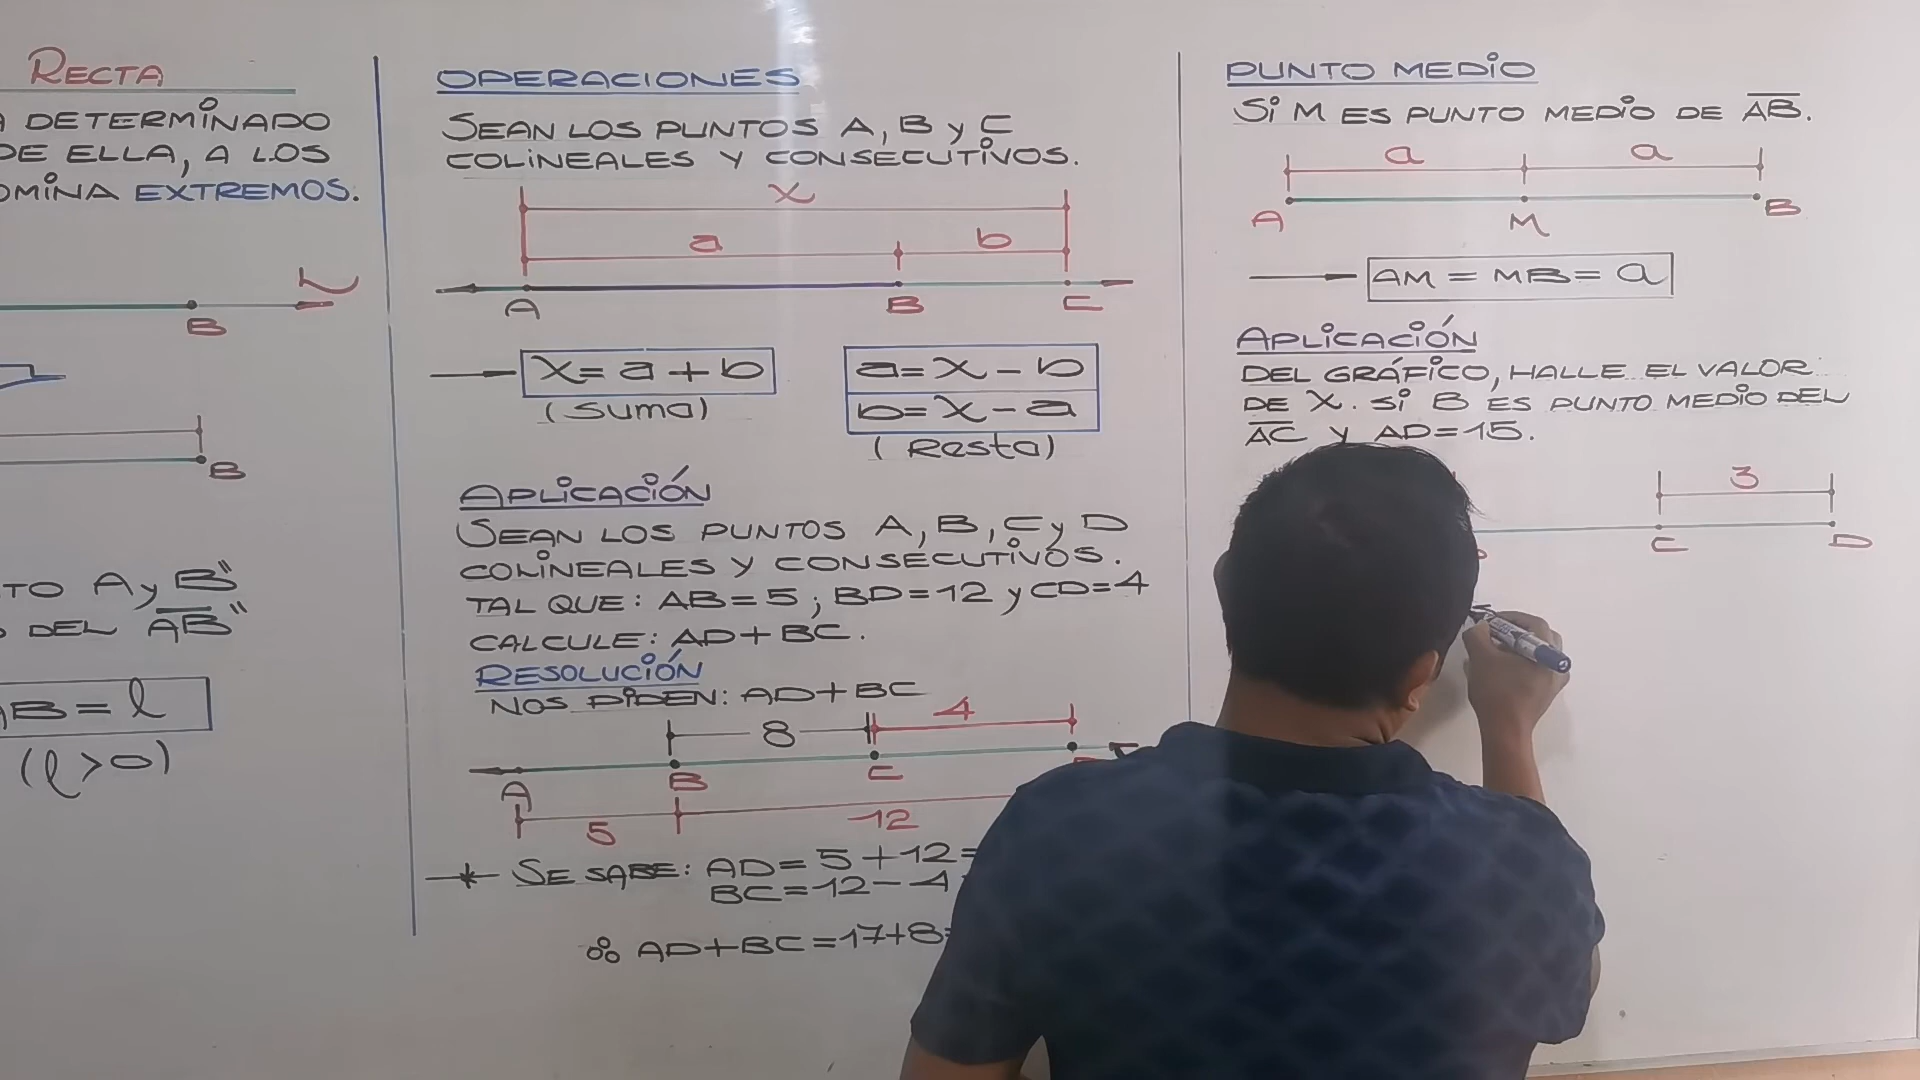 RECTA
DETERMINADO
DE ELLA, A LOS
EXTREMOS.
L
B
B
A y B"
DEL AB"
B = l
(l > 0)
OPERACIONES
SEAN LOS PUNTOS A, B y C
COLINEALES Y CONSECUTIVOS.
x
a b
A B C
x = a + b
(Suma)
a = x - b
b = x - a
(Resta)
APLICACIÓN
SEAN LOS PUNTOS A, B, C y D
COLINEALES Y CONSECUTIVOS.
TAL QUE: AB = 5 ; BD = 12 y CD = 4
CALCULE: AD + BC.
RESOLUCIÓN
NOS PIDEN: AD + BC
8 4
A B C
5 12
SE SABE: AD = 5 + 12 =
BC = 12 - 4
∴ AD + BC = 17 + 8
PUNTO MEDIO
Si M ES PUNTO MEDIO DE AB.
a a
A M B
AM = MB = a
APLICACIÓN
DEL GRÁFICO, HALLE EL VALOR
DE X. Si B ES PUNTO MEDIO DEL
AC y AD = 15.
3
C D